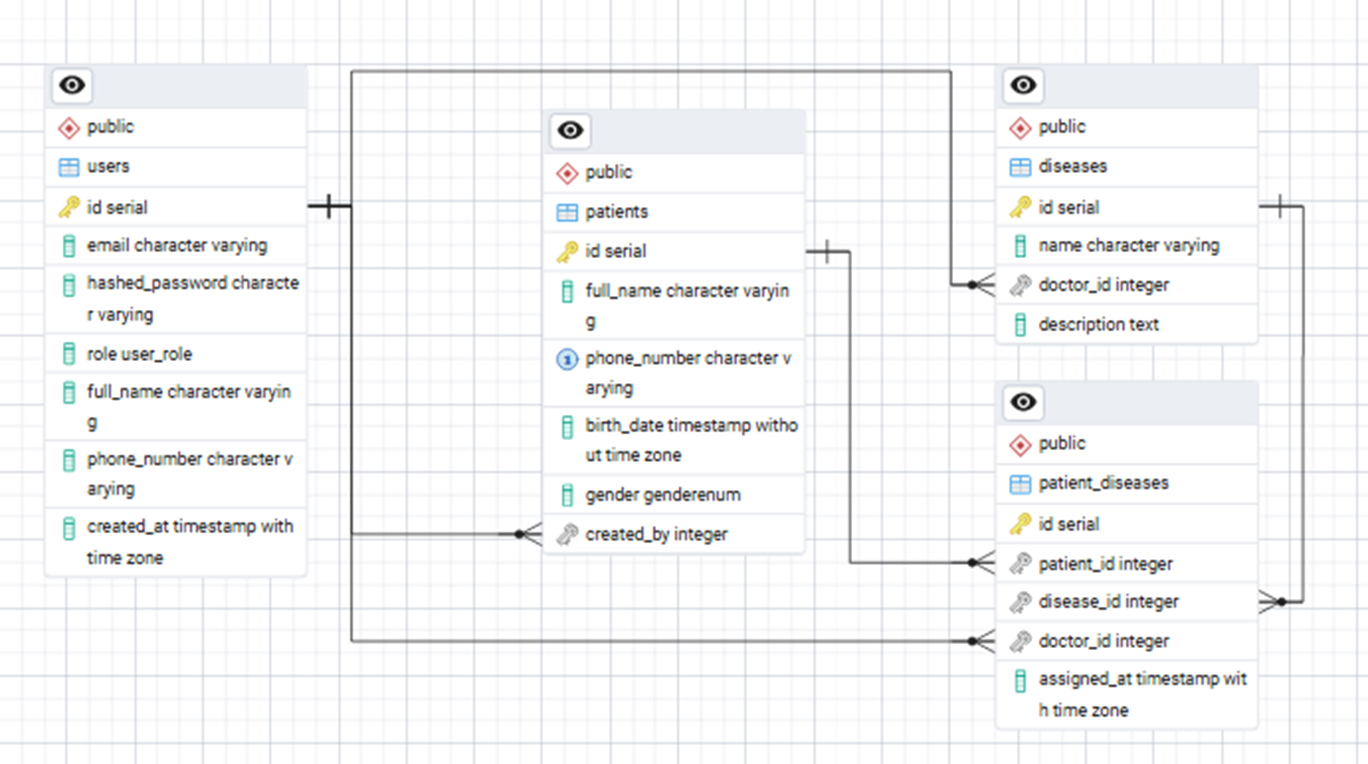 public
users
id serial
email character varying
hashed_password characte
r varying
role user_role
full_name character varyin
g
phone_number character v
arying
created_at timestamp with
time zone
public
patients
id serial
full_name character varyin
g
1
phone_number character v
arying
birth_date timestamp witho
ut time zone
gender genderenum
created_by integer
public
diseases
id serial
name character varying
doctor_id integer
description text
public
patient_diseases
id serial
patient_id integer
disease_id integer
doctor_id integer
assigned_at timestamp wit
h time zone